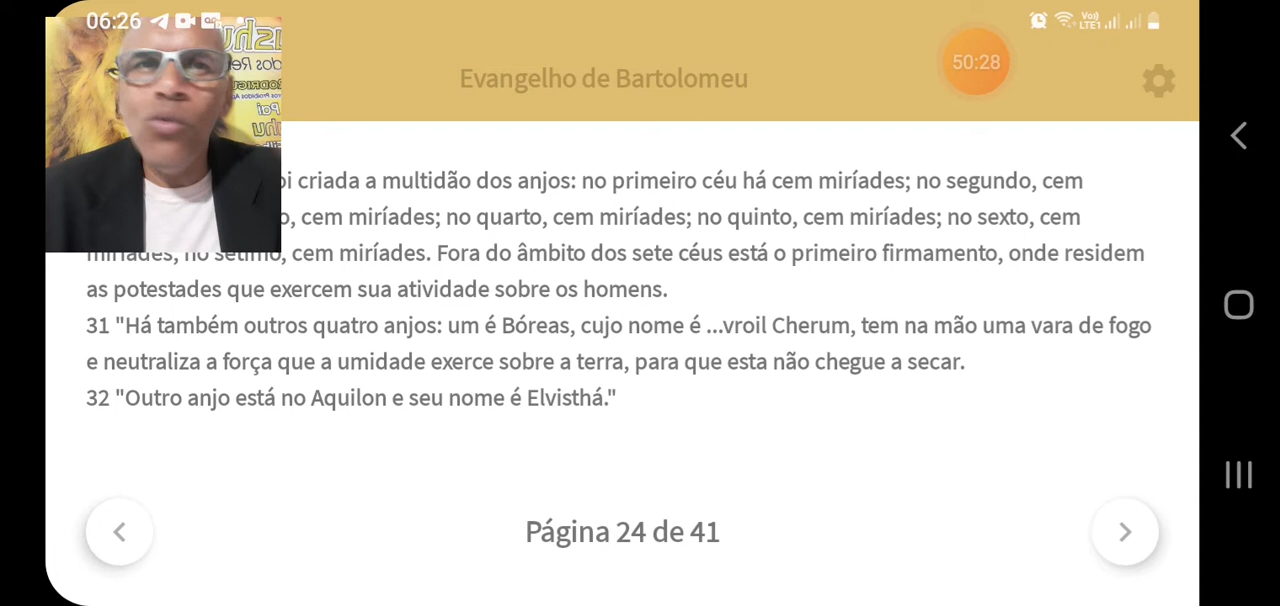 06:26
Evangelho de Bartolomeu
50:28
Vo)) LTE1
criada a multidão dos anjos: no primeiro céu há cem miríades; no segundo, cem
cem miríades; no quarto, cem miríades; no quinto, cem miríades; no sexto, cem
miríades, no sétimo, cem miríades. Fora do âmbito dos sete céus está o primeiro firmamento, onde residem
as potestades que exercem sua atividade sobre os homens.
31 "Há também outros quatro anjos: um é Bóreas, cujo nome é ...vroil Cherum, tem na mão uma vara de fogo
e neutraliza a força que a umidade exerce sobre a terra, para que esta não chegue a secar.
32 "Outro anjo está no Aquilon e seu nome é Elvisthá."
Página 24 de 41